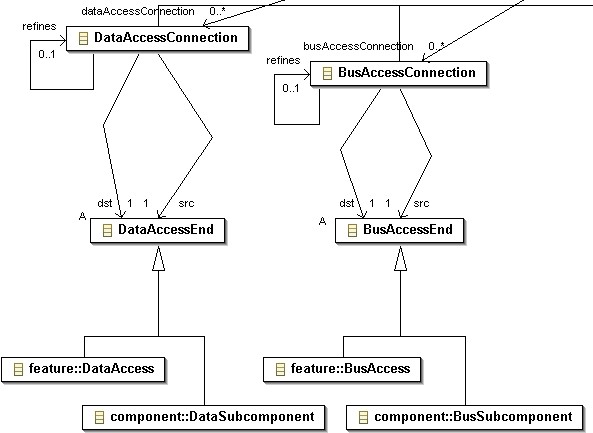 dataAccessConnection 0..*
refines
DataAccessConnection
0..1
busAccessConnection 0..*
refines
BusAccessConnection
0..1
dst 1 1 src
A
DataAccessEnd
dst 1 1 src
A
BusAccessEnd
feature::DataAccess
feature::BusAccess
component::DataSubcomponent
component::BusSubcomponent